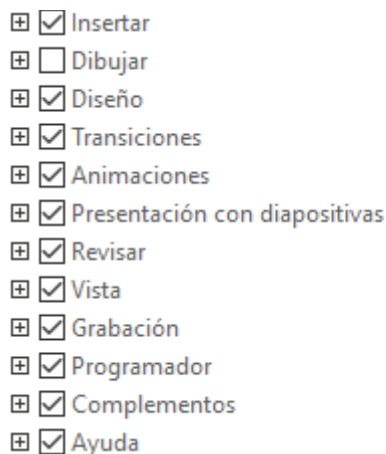 Insertar
Dibujar
Diseño
Transiciones
Animaciones
Presentación con diapositivas
Revisar
Vista
Grabación
Programador
Complementos
Ayuda